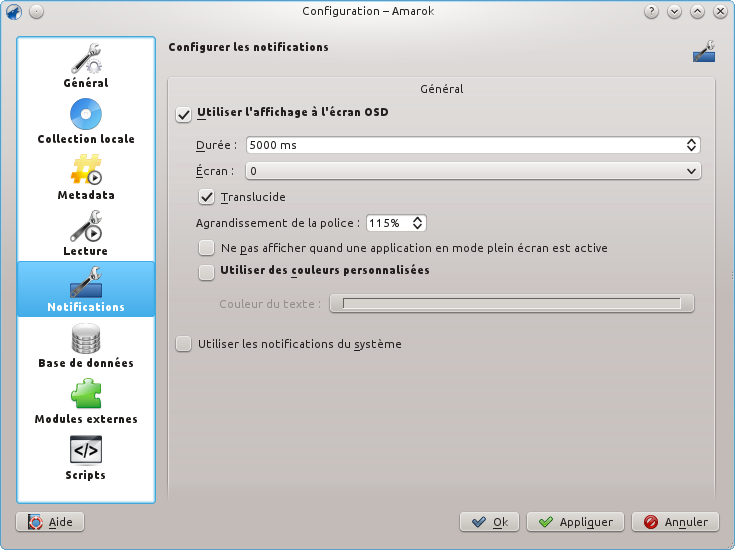 Configuration – Amarok
Général
Collection locale
Metadata
Lecture
Notifications
Base de données
Modules externes
Scripts
Configurer les notifications
Général
Utiliser l'affichage à l'écran OSD
Durée : 5000 ms
Écran : 0
Translucide
Agrandissement de la police : 115%
Ne pas afficher quand une application en mode plein écran est active
Utiliser des couleurs personnalisées
Couleur du texte :
Utiliser les notifications du système
Aide Ok Appliquer Annuler